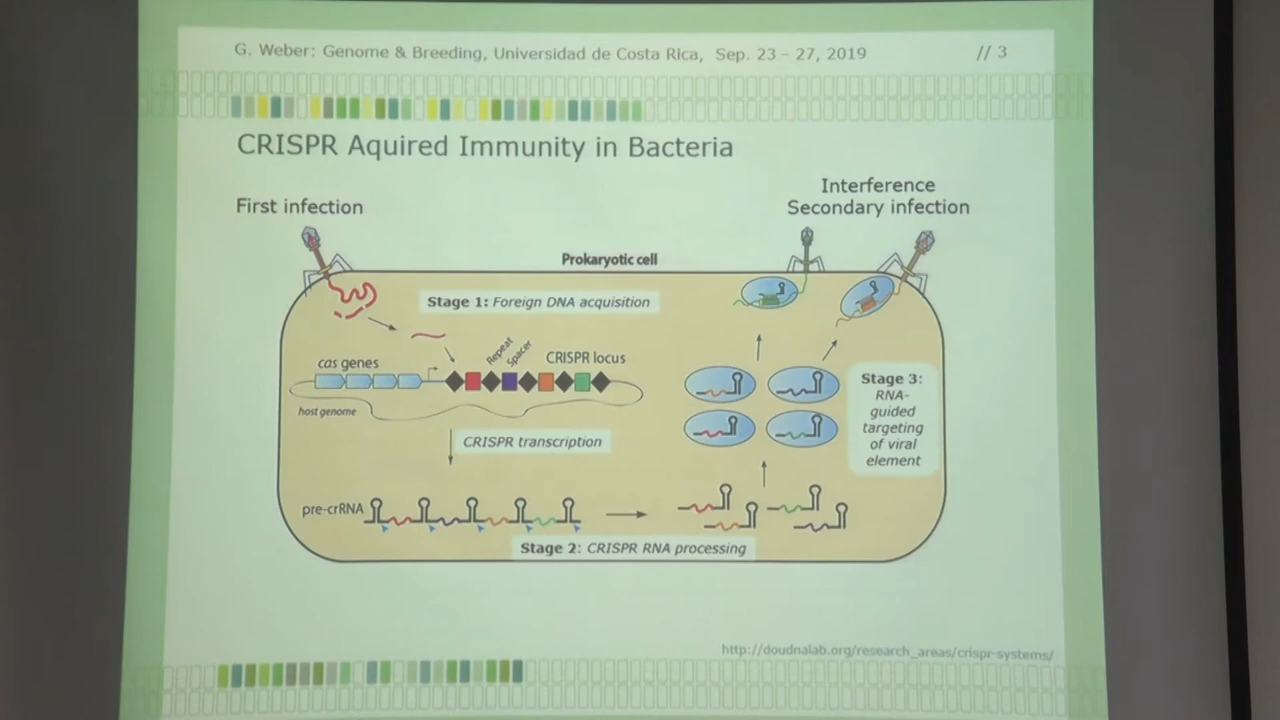 G. Weber: Genome & Breeding, Universidad de Costa Rica, Sep. 23 – 27, 2019 // 3
CRISPR Aquired Immunity in Bacteria
First infection
Interference
Secondary infection
Prokaryotic cell
Stage 1: Foreign DNA acquisition
cas genes
Repeat
Spacer
CRISPR locus
host genome
CRISPR transcription
Stage 3:
RNA-
guided
targeting
of viral
element
pre-crRNA
Stage 2: CRISPR RNA processing
http://doudnalab.org/research_areas/crispr-systems/